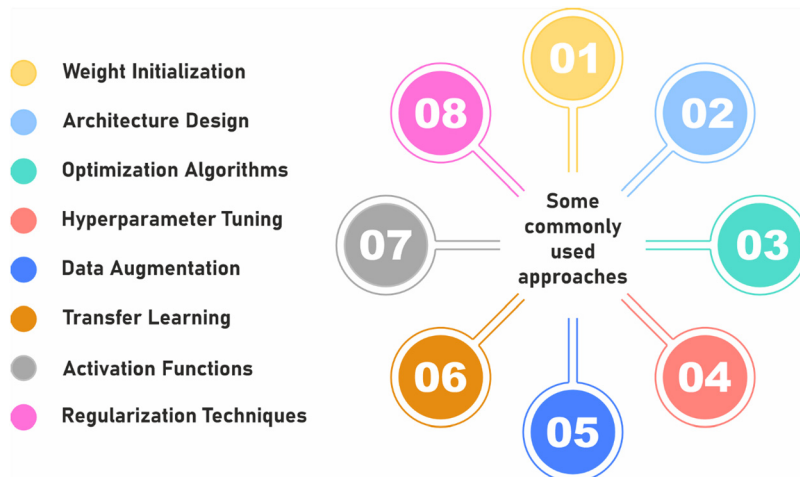 Weight Initialization
Architecture Design
Optimization Algorithms
Hyperparameter Tuning
Data Augmentation
Transfer Learning
Activation Functions
Regularization Techniques
01
02
03
04
05
06
07
08
Some
commonly
used
approaches